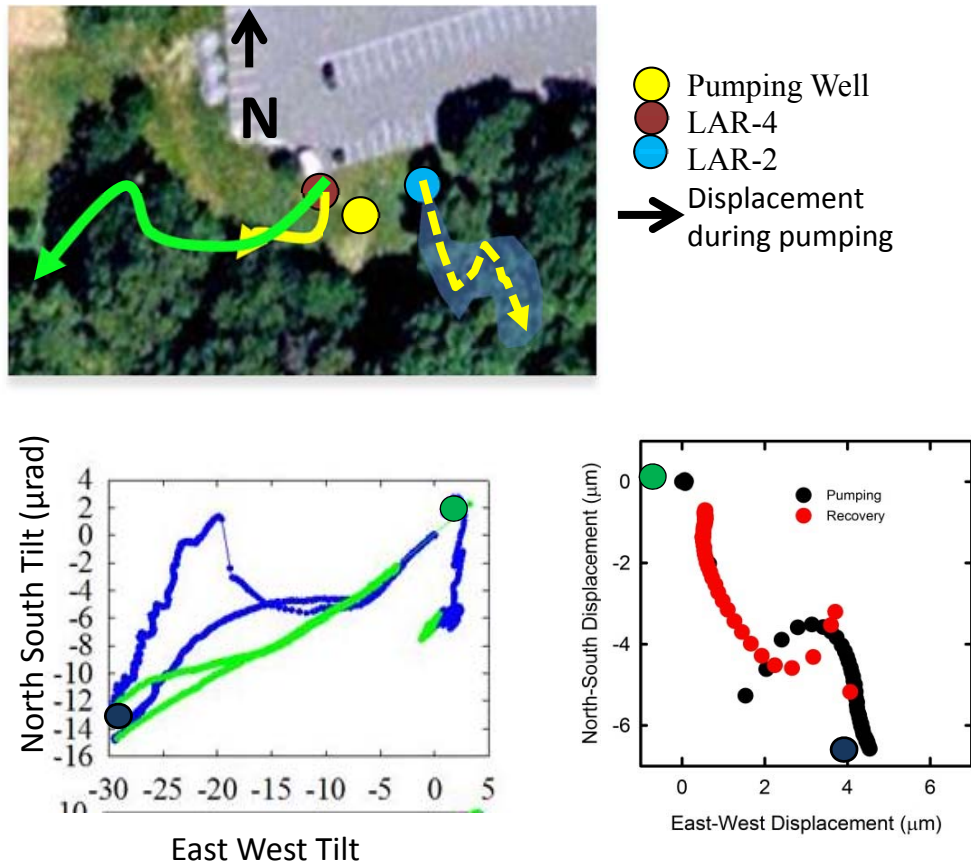 N
Pumping Well
LAR-4
LAR-2
Displacement
during pumping
North South Tilt (μrad)
4
2
0
-2
-4
-6
-8
-10
-12
-14
-16
-30
-25
-20
-15
-10
-5
0
5
10
East West Tilt
North-South Displacement (μm)
0
-2
-4
-6
Pumping
Recovery
0
2
4
6
East-West Displacement (μm)